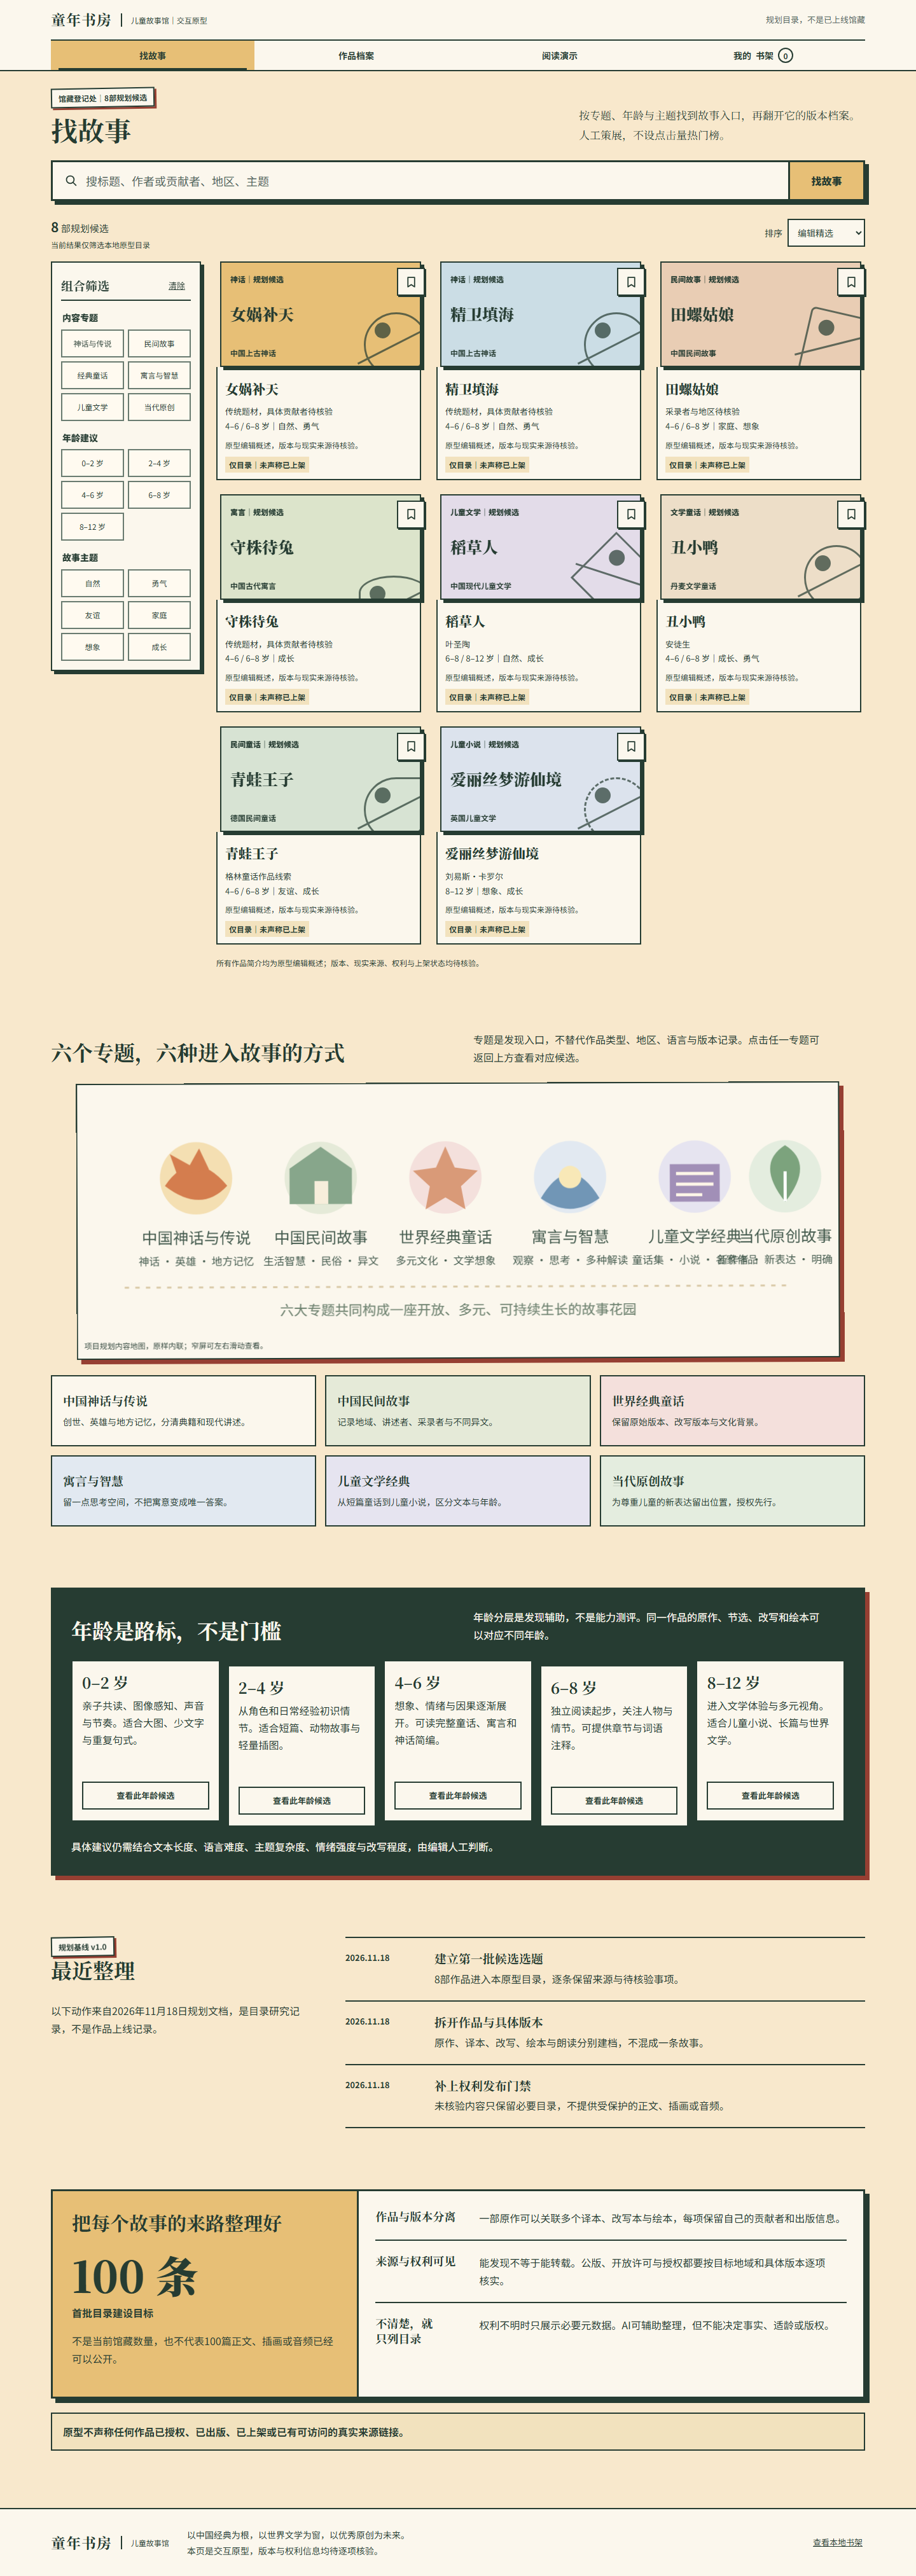 童年书房 儿童故事馆｜交互原型 规划目录，不是已上线馆藏
找故事 作品档案 阅读演示 我的 书架 0
馆藏登记处｜8部规划候选
找故事
按专题、年龄与主题找到故事入口，再翻开它的版本档案。
人工策展，不设点击量热门榜。
搜标题、作者或贡献者、地区、主题 找故事
8 部规划候选
当前结果仅筛选本地原型目录
排序 编辑精选
组合筛选 清除
内容专题
神话与传说 民间故事
经典童话 寓言与智慧
儿童文学 当代原创
年龄建议
0–2 岁 2–4 岁
4–6 岁 6–8 岁
8–12 岁
故事主题
自然 勇气
友谊 家庭
想象 成长
神话｜规划候选
女娲补天
中国上古神话
女娲补天
传统题材，具体贡献者待核验
4–6 / 6–8 岁｜自然、勇气
原型编辑概述，版本与现实来源待核验。
仅目录｜未声称已上架
神话｜规划候选
精卫填海
中国上古神话
精卫填海
传统题材，具体贡献者待核验
4–6 / 6–8 岁｜自然、勇气
原型编辑概述，版本与现实来源待核验。
仅目录｜未声称已上架
民间故事｜规划候选
田螺姑娘
中国民间故事
田螺姑娘
采录者与地区待核验
4–6 / 6–8 岁｜家庭、想象
原型编辑概述，版本与现实来源待核验。
仅目录｜未声称已上架
寓言｜规划候选
守株待兔
中国古代寓言
守株待兔
传统题材，具体贡献者待核验
4–6 / 6–8 岁｜成长
原型编辑概述，版本与现实来源待核验。
仅目录｜未声称已上架
儿童文学｜规划候选
稻草人
中国现代儿童文学
稻草人
叶圣陶
6–8 / 8–12 岁｜自然、成长
原型编辑概述，版本与现实来源待核验。
仅目录｜未声称已上架
文学童话｜规划候选
丑小鸭
丹麦文学童话
丑小鸭
安徒生
4–6 / 6–8 岁｜成长、勇气
原型编辑概述，版本与现实来源待核验。
仅目录｜未声称已上架
民间童话｜规划候选
青蛙王子
德国民间童话
青蛙王子
格林童话作品线索
4–6 / 6–8 岁｜友谊、成长
原型编辑概述，版本与现实来源待核验。
仅目录｜未声称已上架
儿童小说｜规划候选
爱丽丝梦游仙境
英国儿童文学
爱丽丝梦游仙境
刘易斯・卡罗尔
8–12 岁｜想象、成长
原型编辑概述，版本与现实来源待核验。
仅目录｜未声称已上架
所有作品简介均为原型编辑概述；版本、现实来源、权利与上架状态均待核验。
六个专题，六种进入故事的方式
专题是发现入口，不替代作品类型、地区、语言与版本记录。点击任一专题可
返回上方查看对应候选。
中国神话与传说 中国民间故事 世界经典童话 寓言与智慧 儿童文学经典 当代原创故事
神话・英雄・地方记忆 生活智慧・民俗・异文 多元文化・文学想象 观察・思考・多种解读 童话集・小说・ 新表达・明确
六大专题共同构成一座开放、多元、可持续生长的故事花园
项目规划内容地图，原样内联；窄屏可左右滑动查看。
中国神话与传说
创世、英雄与地方记忆，分清典籍和现代讲述。
中国民间故事
记录地域、讲述者、采录者与不同异文。
世界经典童话
保留原始版本、改写版本与文化背景。
寓言与智慧
留一点思考空间，不把寓意变成唯一答案。
儿童文学经典
从短篇童话到儿童小说，区分文本与年龄。
当代原创故事
为尊重儿童的新表达留出位置，授权先行。
年龄是路标，不是门槛
年龄分层是发现辅助，不是能力测评。同一作品的原作、节选、改写和绘本可
以对应不同年龄。
0–2 岁
亲子共读、图像感知、声音
与节奏。适合大图、少文字
与重复句式。
查看此年龄候选
2–4 岁
从角色和日常经验初识情
节。适合短篇、动物故事与
轻量插图。
查看此年龄候选
4–6 岁
想象、情绪与因果逐渐展
开。可读完整童话、寓言和
神话简编。
查看此年龄候选
6–8 岁
独立阅读起步，关注人物与
情节。可提供章节与词语
注释。
查看此年龄候选
8–12 岁
进入文学体验与多元视角。
适合儿童小说、长篇与世界
文学。
查看此年龄候选
具体建议仍需结合文本长度、语言难度、主题复杂度、情绪强度与改写程度，由编辑人工判断。
规划基线 v1.0
最近整理
以下动作来自2026年11月18日规划文档，是目录研究记
录，不是作品上线记录。
2026.11.18 建立第一批候选选题
8部作品进入本原型目录，逐条保留来源与待核验事项。
2026.11.18 拆开作品与具体版本
原作、译本、改写、绘本与朗读分别建档，不混成一条故事。
2026.11.18 补上权利发布门禁
未核验内容只保留必要目录，不提供受保护的正文、插画或音频。
把每个故事的来路整理好
100 条
首批目录建设目标
不是当前馆藏数量，也不代表100篇正文、插画或音频已经
可以公开。
作品与版本分离 一部原作可以关联多个译本、改写本与绘本，每项保留自己的贡献者和出版信息。
来源与权利可见 能发现不等于能转载。公版、开放许可与授权都要按目标地域和具体版本逐项
核实。
不清楚，就
只列目录
权利不明时只展示必要元数据。AI可辅助整理，但不能决定事实、适龄或版权。
原型不声称任何作品已授权、已出版、已上架或已有可访问的真实来源链接。
童年书房 儿童故事馆
以中国经典为根，以世界文学为窗，以优秀原创为未来。
本页是交互原型，版本与权利信息均待逐项核验。
查看本地书架